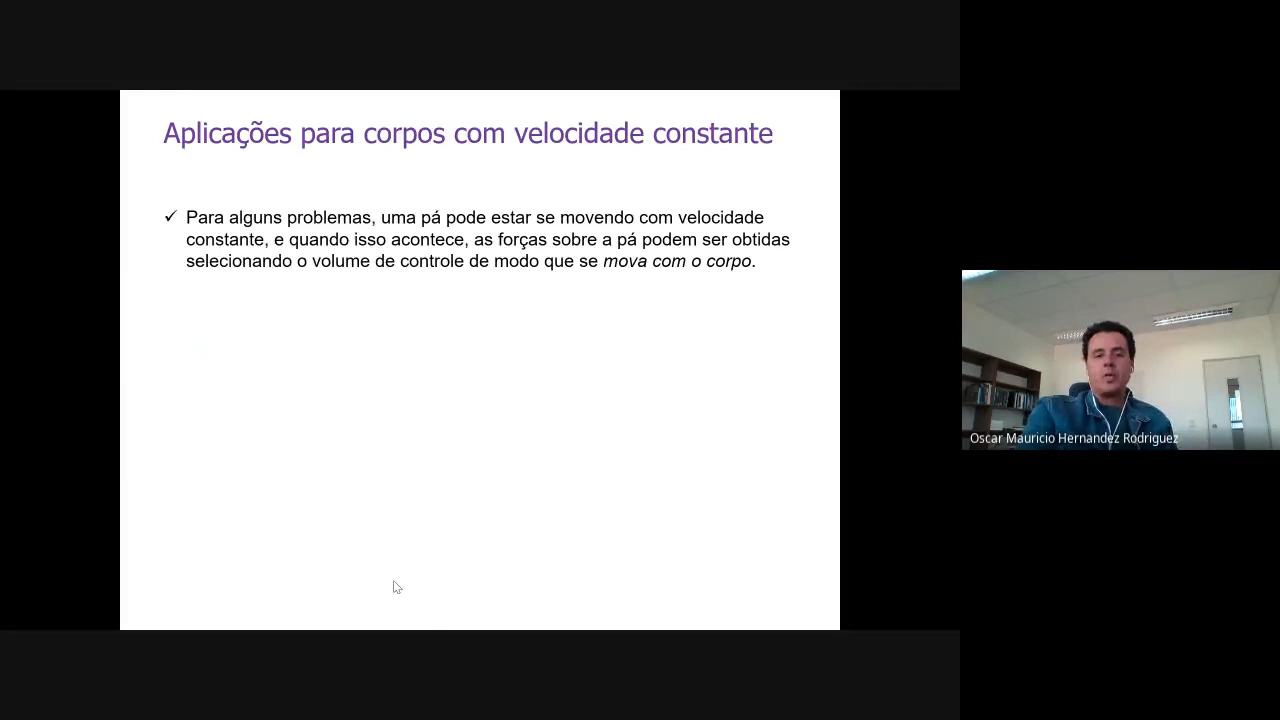 Aplicações para corpos com velocidade constante
✓ Para alguns problemas, uma pá pode estar se movendo com velocidade
constante, e quando isso acontece, as forças sobre a pá podem ser obtidas
selecionando o volume de controle de modo que se mova com o corpo.
Oscar Mauricio Hernandez Rodriguez